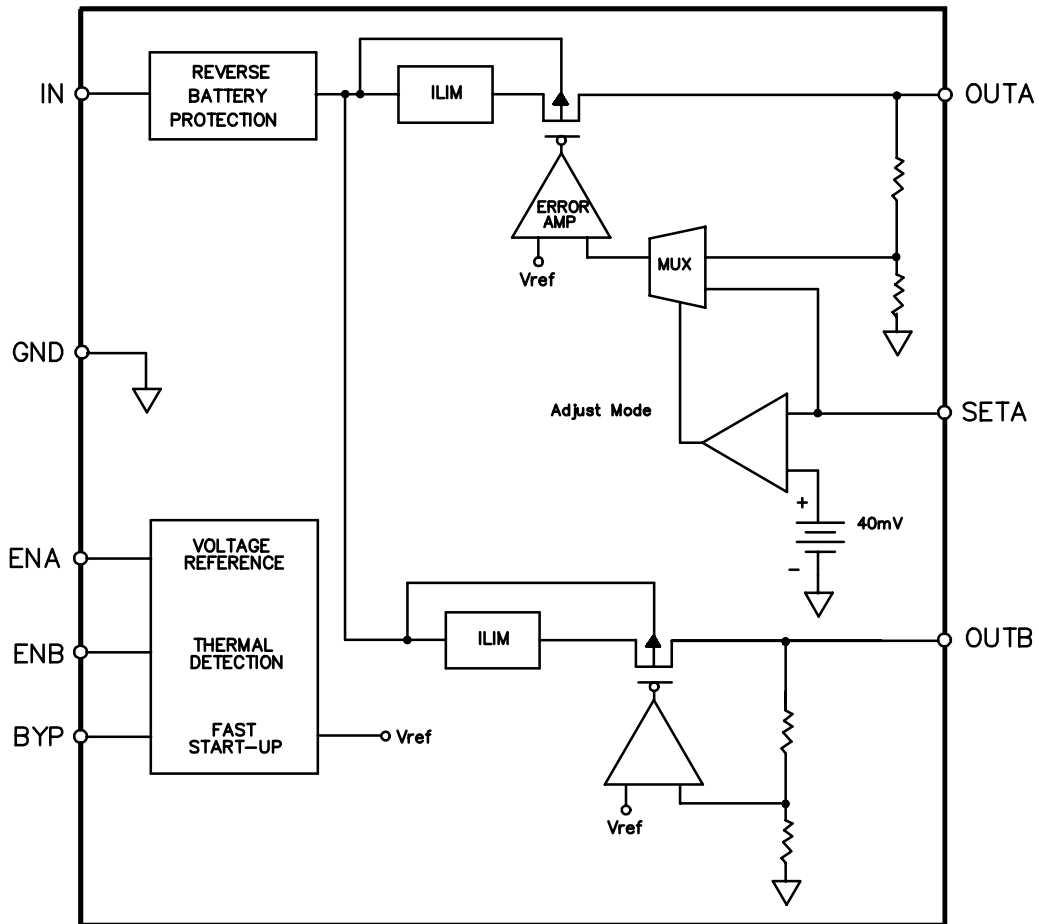 REVERSE
BATTERY
PROTECTION
IN
ILIM
OUTA
ERROR
AMP
MUX
Vref
GND
Adjust Mode
SETA
+
40mV
-
ENA
VOLTAGE
REFERENCE
ILIM
OUTB
ENB
THERMAL
DETECTION
BYP
FAST
START-UP
Vref
Vref